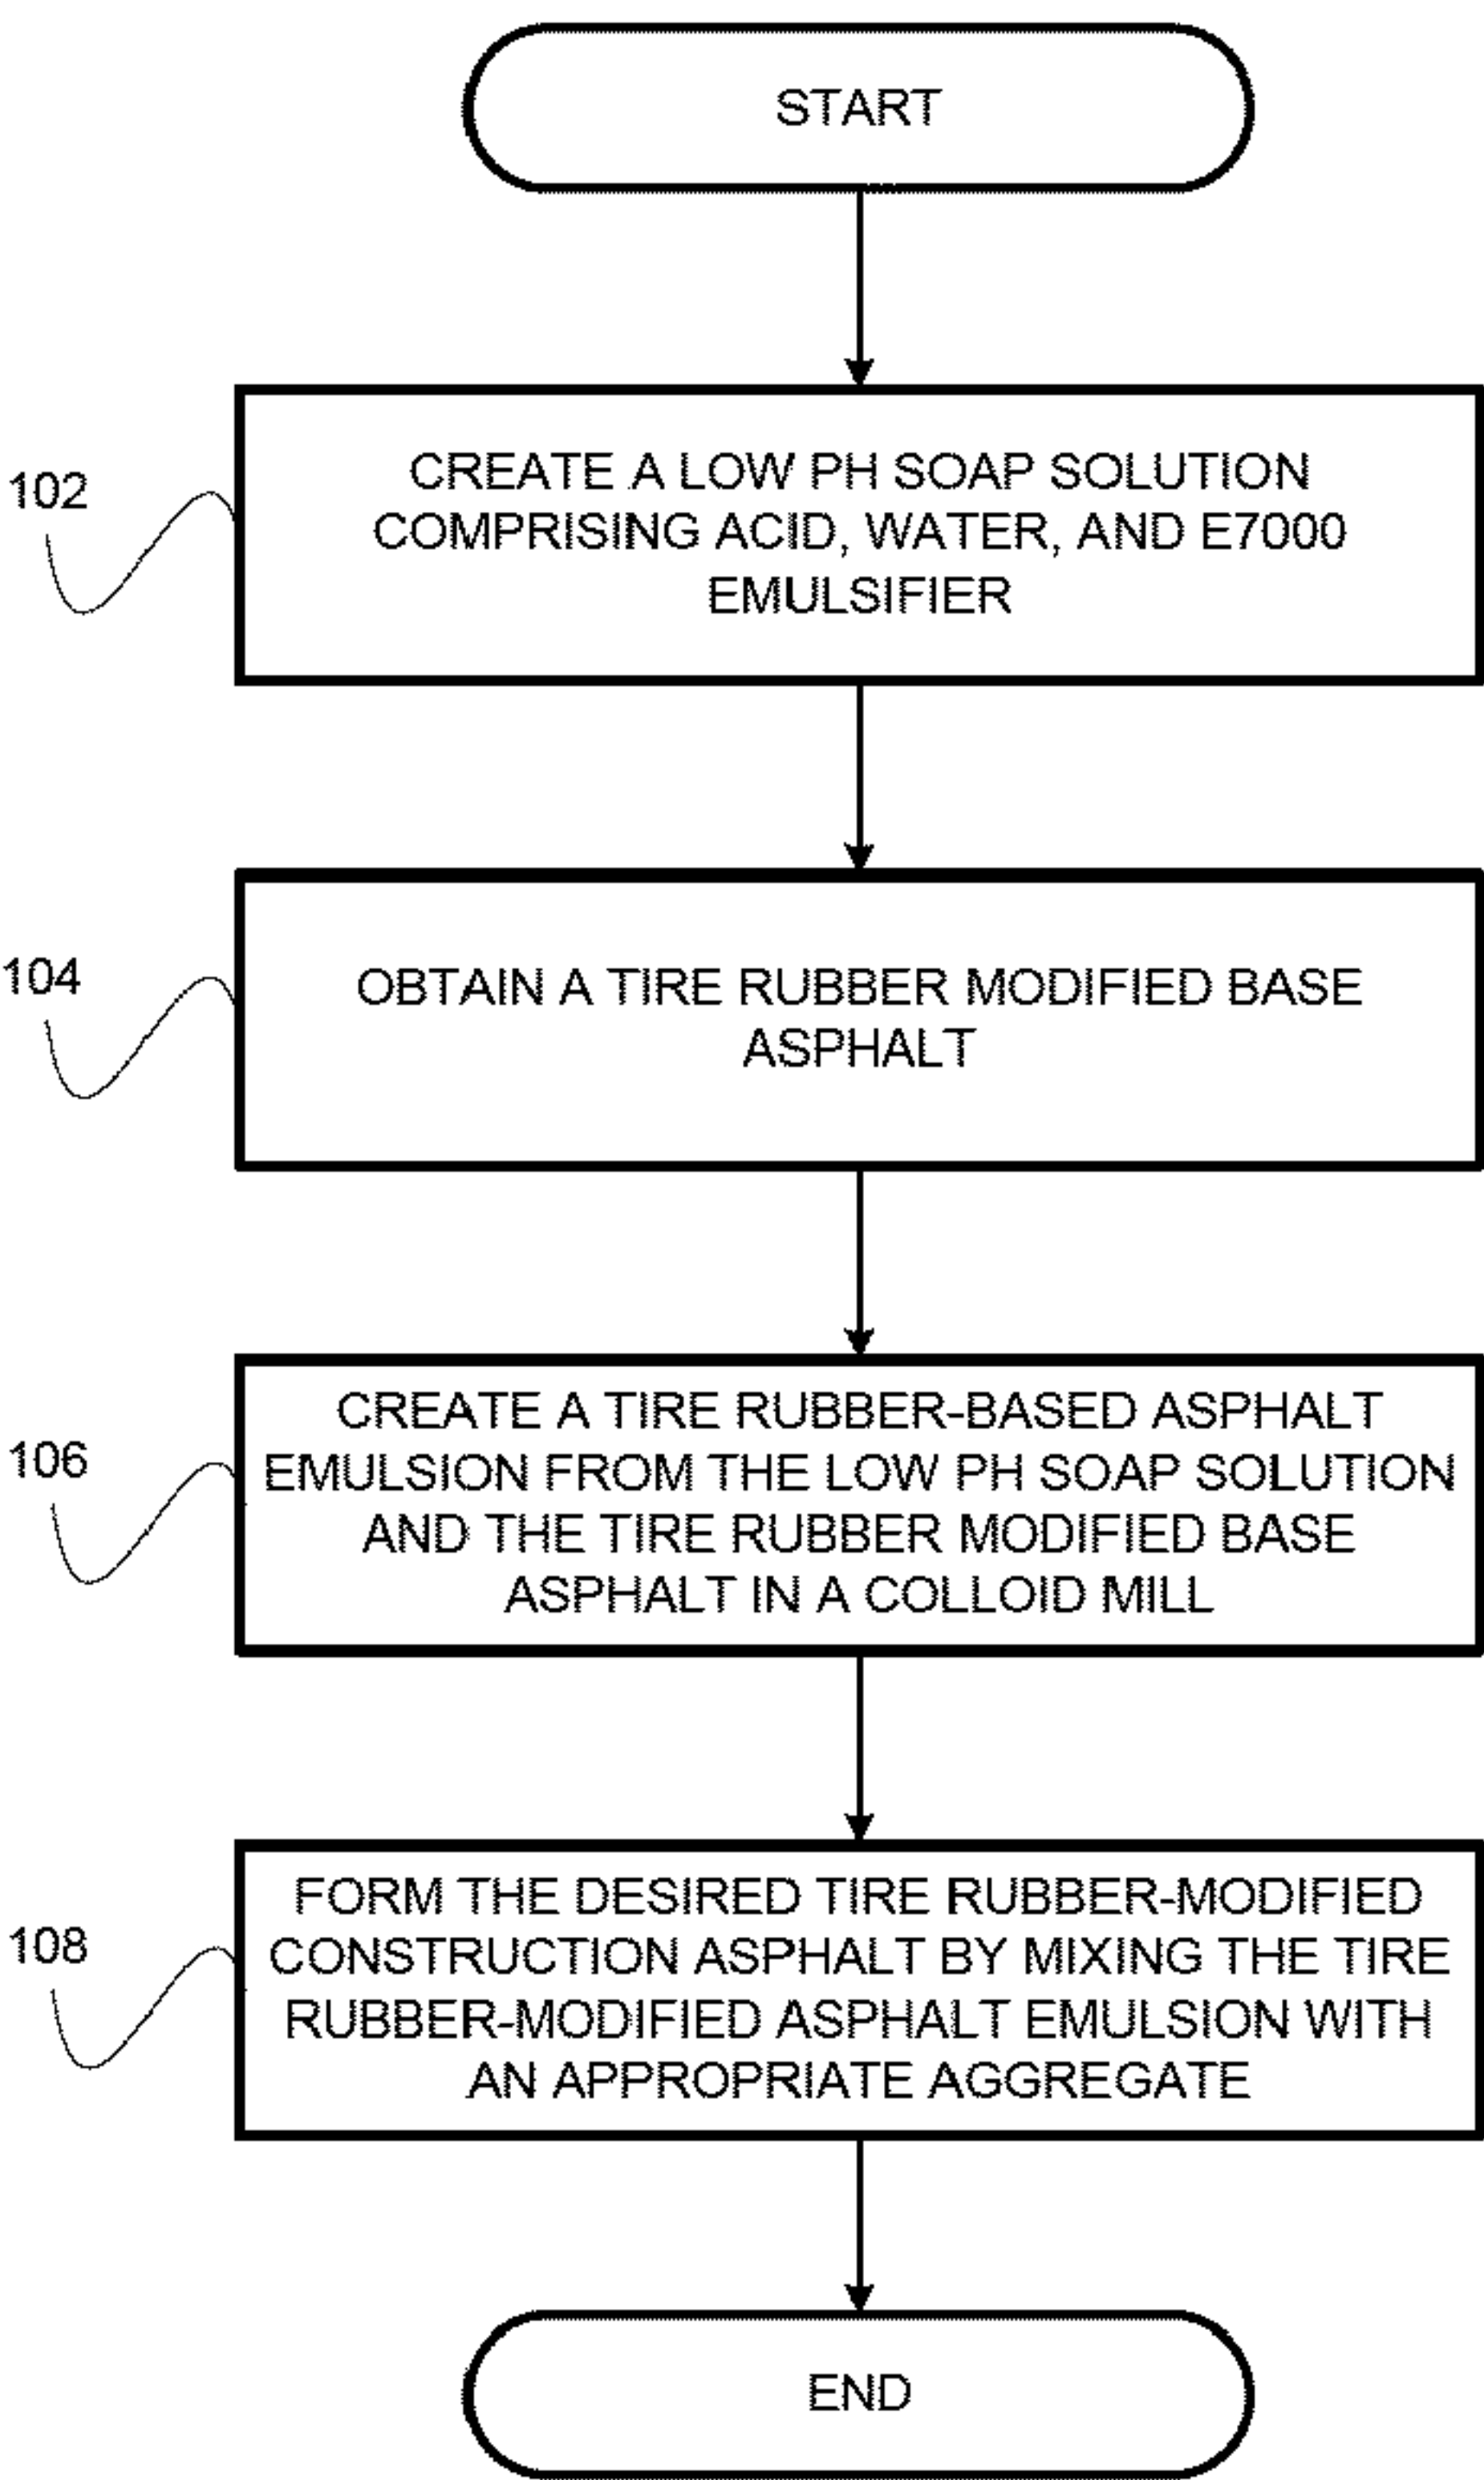 START
102
CREATE A LOW PH SOAP SOLUTION
COMPRISING ACID, WATER, AND E7000
EMULSIFIER
104
OBTAIN A TIRE RUBBER MODIFIED BASE
ASPHALT
106
CREATE A TIRE RUBBER-BASED ASPHALT
EMULSION FROM THE LOW PH SOAP SOLUTION
AND THE TIRE RUBBER MODIFIED BASE
ASPHALT IN A COLLOID MILL
108
FORM THE DESIRED TIRE RUBBER-MODIFIED
CONSTRUCTION ASPHALT BY MIXING THE TIRE
RUBBER-MODIFIED ASPHALT EMULSION WITH
AN APPROPRIATE AGGREGATE
END